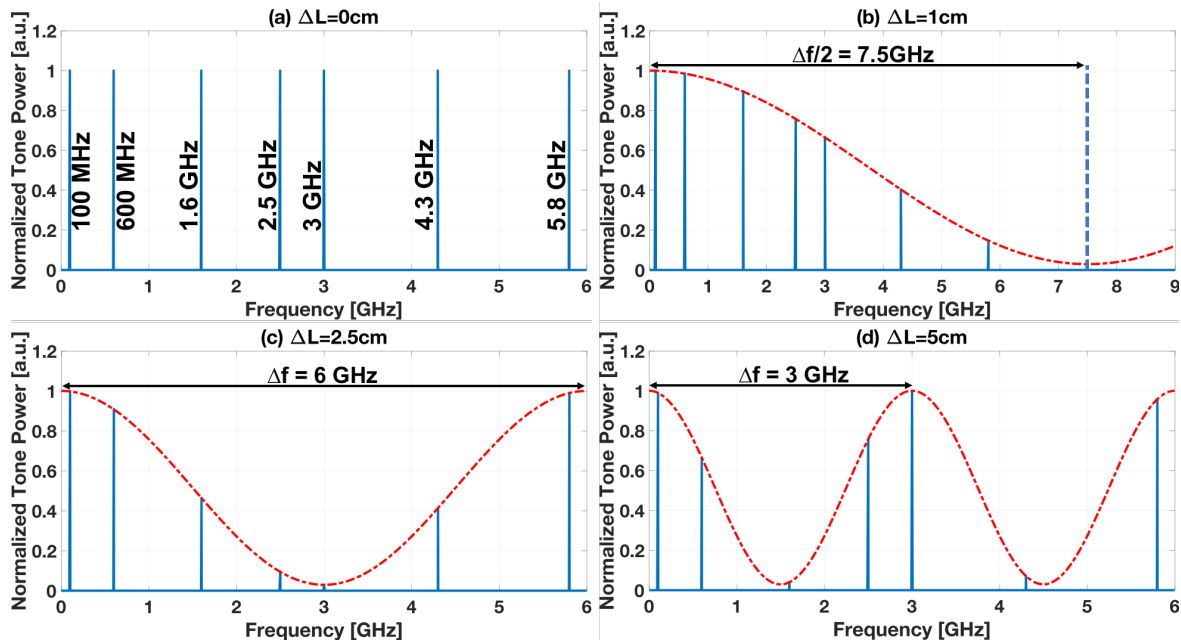 (a) ΔL=0cm
Normalized Tone Power [a.u.]
1.2
1
0.8
0.6
0.4
0.2
0
100 MHz
600 MHz
1.6 GHz
2.5 GHz
3 GHz
4.3 GHz
5.8 GHz
0 1 2 3 4 5 6
Frequency [GHz]
(b) ΔL=1cm
Normalized Tone Power [a.u.]
1.2
1
0.8
0.6
0.4
0.2
0
Δf/2 = 7.5GHz
0 1 2 3 4 5 6 7 8 9
Frequency [GHz]
(c) ΔL=2.5cm
Normalized Tone Power [a.u.]
1.2
1
0.8
0.6
0.4
0.2
0
Δf = 6 GHz
0 1 2 3 4 5 6
Frequency [GHz]
(d) ΔL=5cm
Normalized Tone Power [a.u.]
1.2
1
0.8
0.6
0.4
0.2
0
Δf = 3 GHz
0 1 2 3 4 5 6
Frequency [GHz]